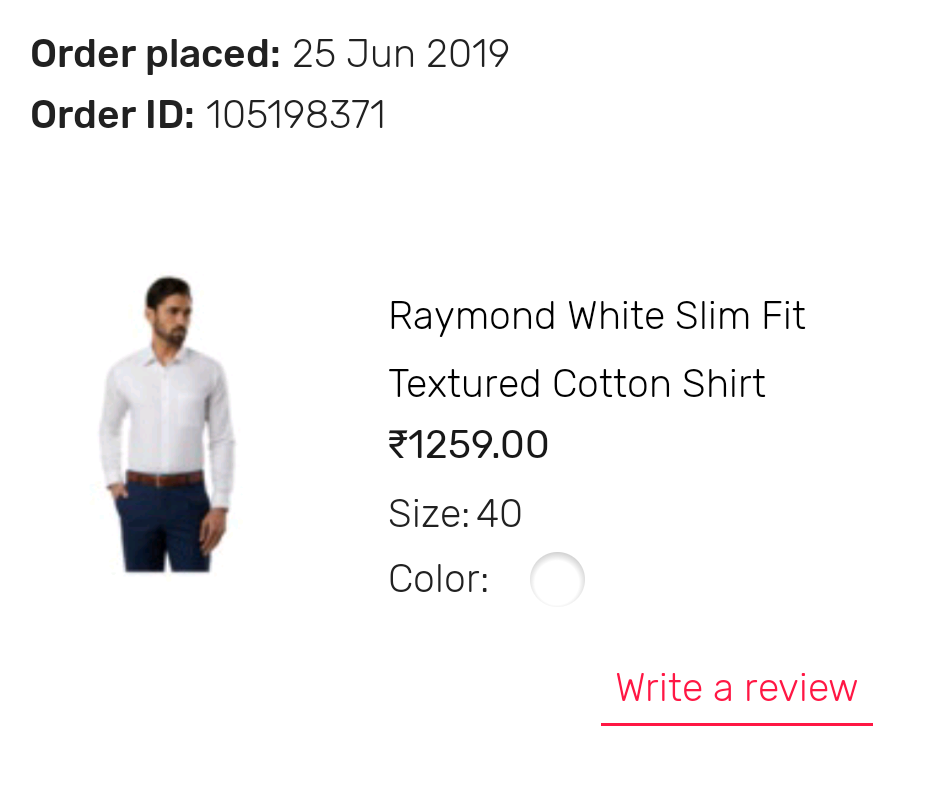 Order placed: 25 Jun 2019
Order ID: 105198371
Raymond White Slim Fit
Textured Cotton Shirt
₹1259.00
Size: 40
Color:
Write a review